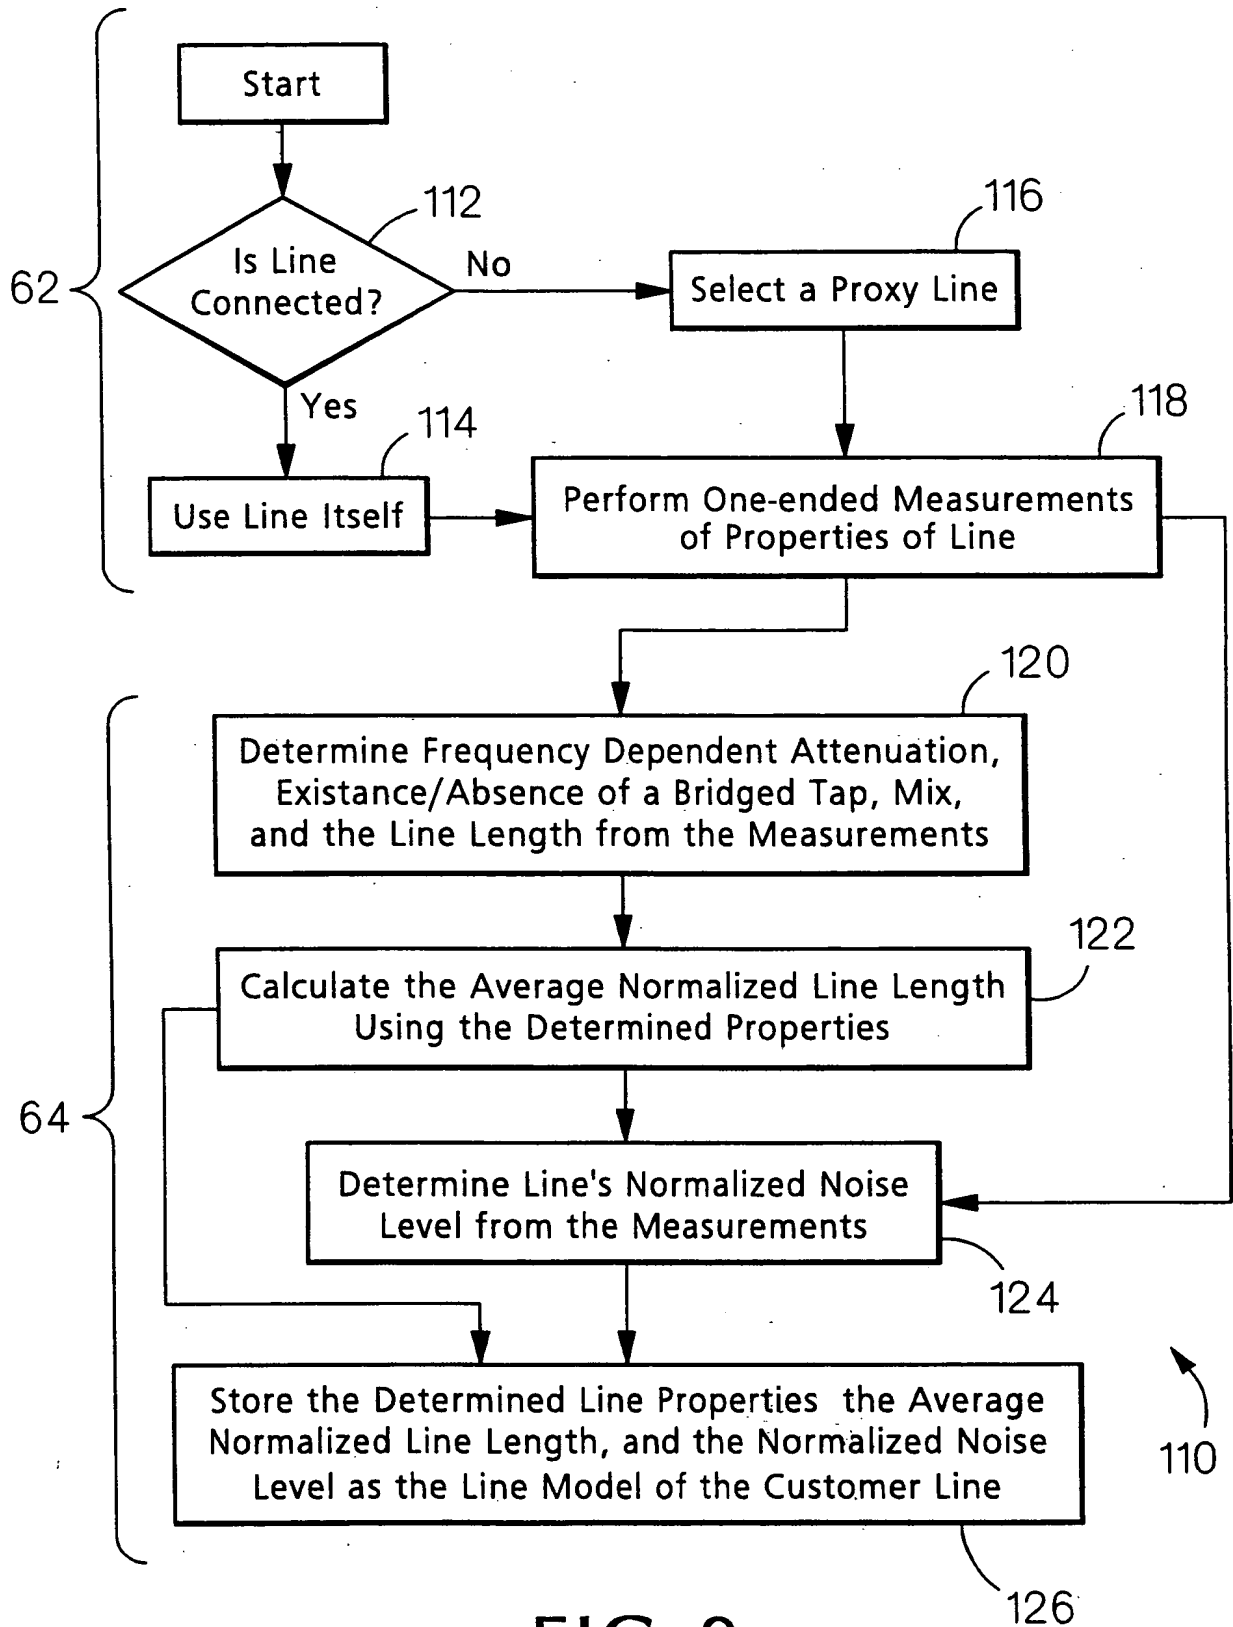 Start
112
Is Line
Connected?
No
116
Select a Proxy Line
62
Yes
114
Use Line Itself
118
Perform One-ended Measurements
of Properties of Line
120
Determine Frequency Dependent Attenuation,
Existance/Absence of a Bridged Tap, Mix,
and the Line Length from the Measurements
122
Calculate the Average Normalized Line Length
Using the Determined Properties
64
Determine Line's Normalized Noise
Level from the Measurements
124
Store the Determined Line Properties the Average
Normalized Line Length, and the Normalized Noise
Level as the Line Model of the Customer Line
110
126